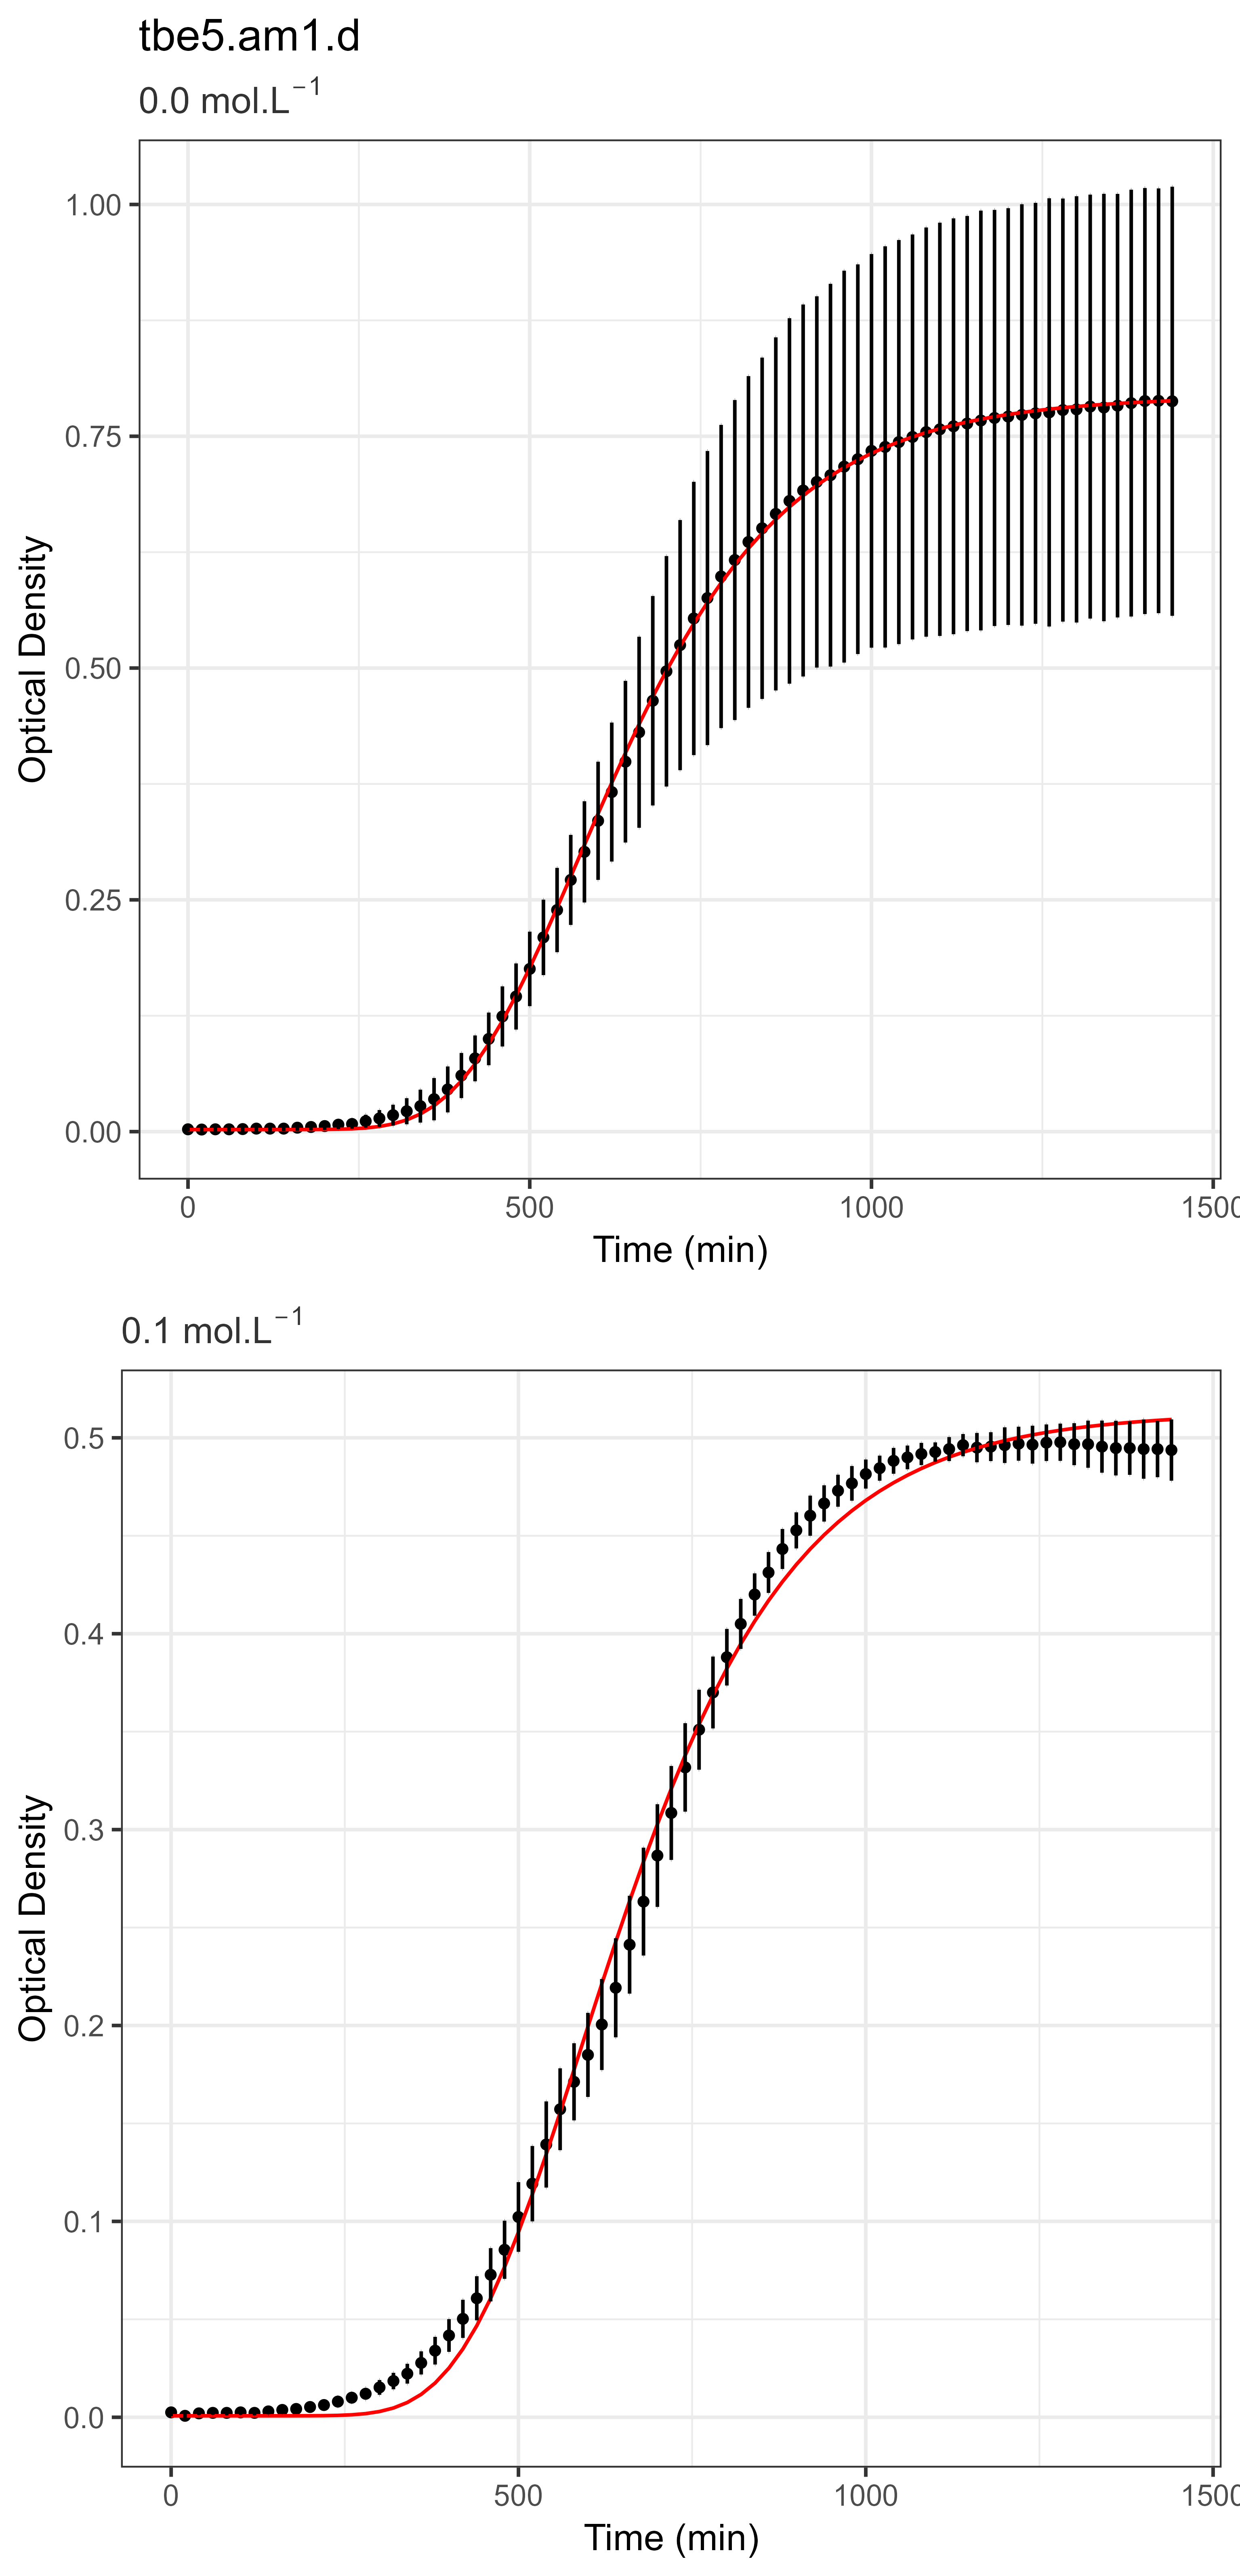 tbe5.am1.d
0.0 mol.L⁻¹
1.00
0.75
0.50
0.25
0.00
Optical Density
0 500 1000 1500
Time (min)
0.1 mol.L⁻¹
0.5
0.4
0.3
0.2
0.1
0.0
Optical Density
0 500 1000 1500
Time (min)